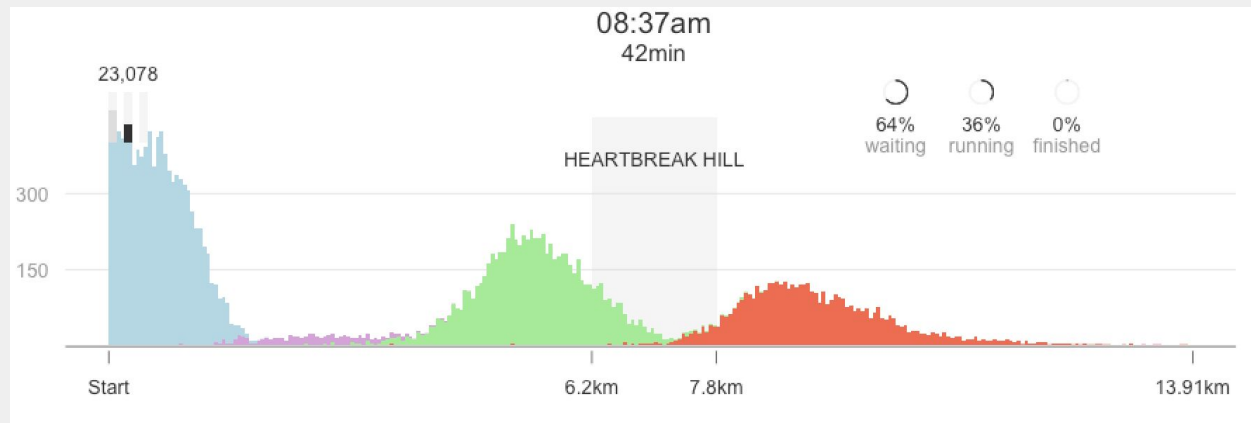 08:37am
42min
23,078
64%
waiting
36%
running
0%
finished
HEARTBREAK HILL
300
150
Start
6.2km
7.8km
13.91km